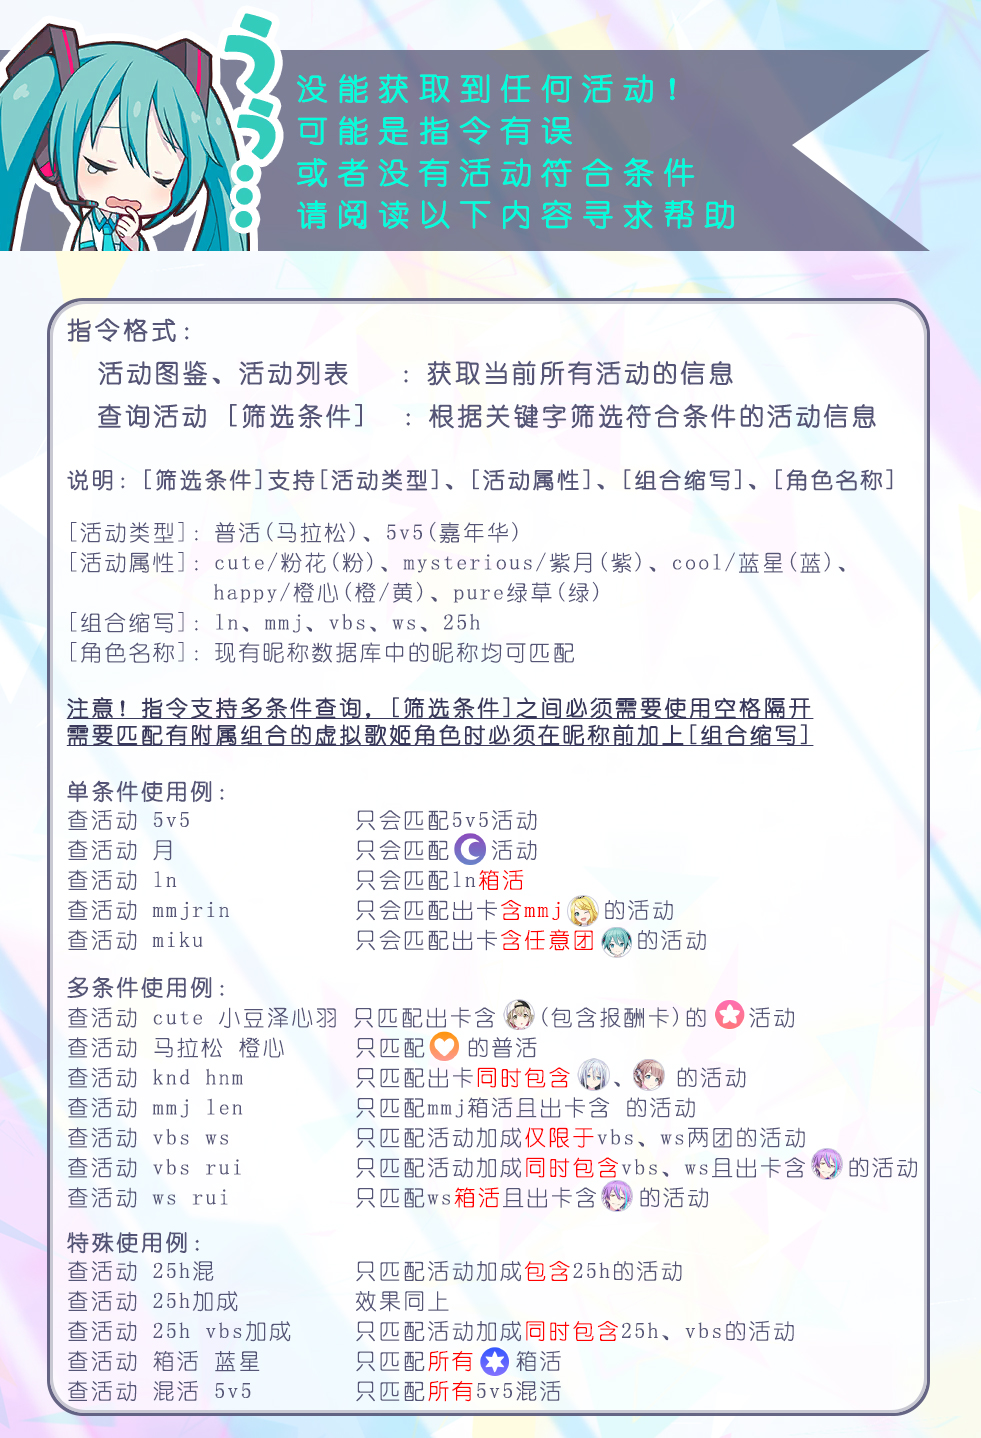 うぅ…
没能获取到任何活动!
可能是指令有误
或者没有活动符合条件
请阅读以下内容寻求帮助
指令格式:
活动图鉴、活动列表 : 获取当前所有活动的信息
查询活动 [筛选条件] : 根据关键字筛选符合条件的活动信息
说明: [筛选条件]支持[活动类型]、[活动属性]、[组合缩写]、[角色名称]
[活动类型]: 普活(马拉松)、5v5(嘉年华)
[活动属性]: cute/粉花(粉)、mysterious/紫月(紫)、cool/蓝星(蓝)、
happy/橙心(橙/黄)、pure绿草(绿)
[组合缩写]: ln、mmj、vbs、ws、25h
[角色名称]: 现有昵称数据库中的昵称均可匹配
注意! 指令支持多条件查询, [筛选条件]之间必须需要使用空格隔开
需要匹配有附属组合的虚拟歌姬角色时必须在昵称前加上[组合缩写]
单条件使用例:
查活动 5v5 只会匹配5v5活动
查活动 月 只会匹配 活动
查活动 ln 只会匹配ln箱活
查活动 mmjrin 只会匹配出卡含mmj 的活动
查活动 miku 只会匹配出卡含任意团 的活动
多条件使用例:
查活动 cute 小豆泽心羽 只匹配出卡含 (包含报酬卡)的 活动
查活动 马拉松 橙心 只匹配 的普活
查活动 knd hnm 只匹配出卡同时包含 、 的活动
查活动 mmj len 只匹配mmj箱活且出卡含 的活动
查活动 vbs ws 只匹配活动加成仅限于vbs、ws两团的活动
查活动 vbs rui 只匹配活动加成同时包含vbs、ws且出卡含 的活动
查活动 ws rui 只匹配ws箱活且出卡含 的活动
特殊使用例:
查活动 25h混 只匹配活动加成包含25h的活动
查活动 25h加成 效果同上
查活动 25h vbs加成 只匹配活动加成同时包含25h、vbs的活动
查活动 箱活 蓝星 只匹配所有 箱活
查活动 混活 5v5 只匹配所有5v5混活